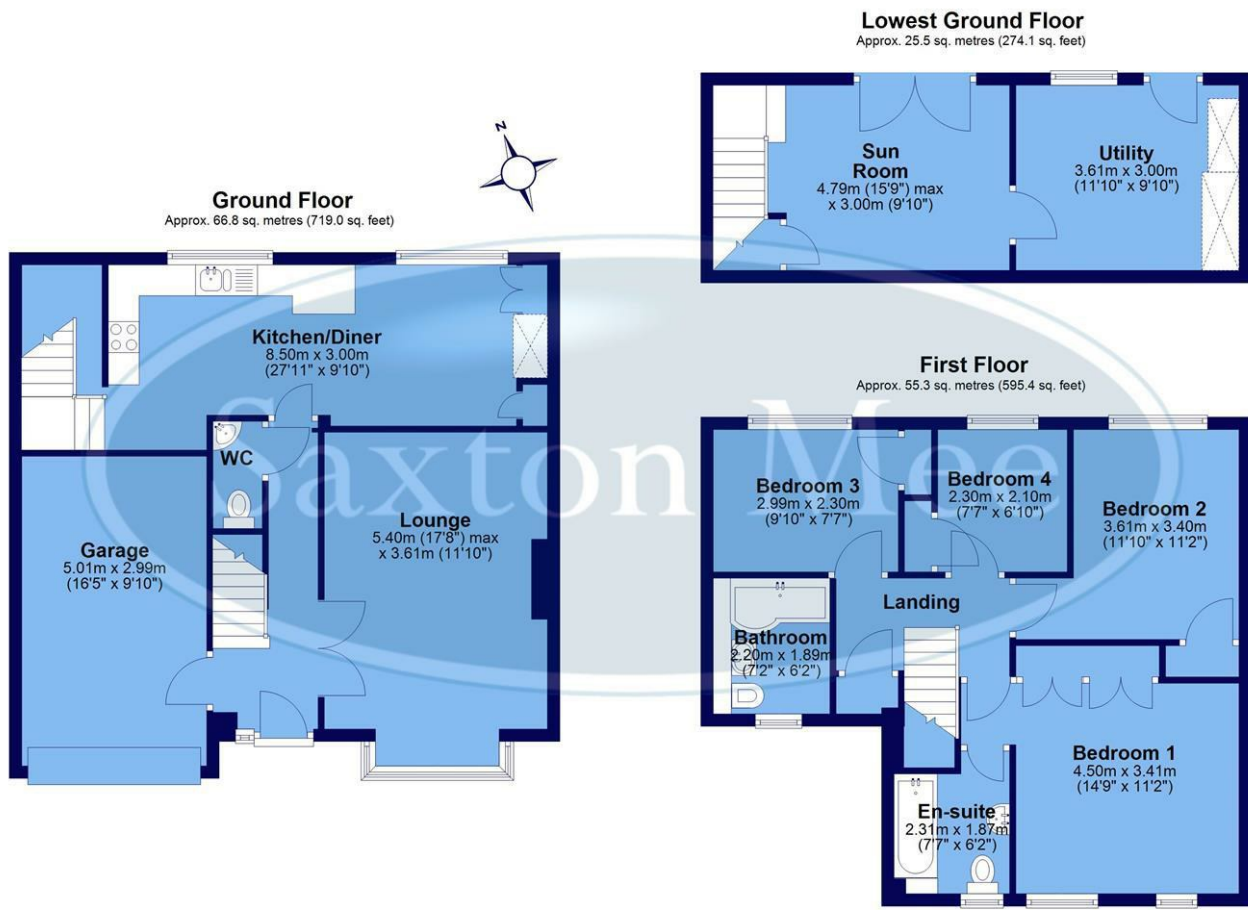 Lowest Ground Floor
Approx. 25.5 sq. metres (274.1 sq. feet)
Sun
Room
4.79m (15'9") max
x 3.00m (9'10")
Utility
3.61m x 3.00m
(11'10" x 9'10")
N
Ground Floor
Approx. 66.8 sq. metres (719.0 sq. feet)
Kitchen/Diner
8.50m x 3.00m
(27'11" x 9'10")
WC
Lounge
5.40m (17'8") max
x 3.61m (11'10")
Garage
5.01m x 2.99m
(16'5" x 9'10")
First Floor
Approx. 55.3 sq. metres (595.4 sq. feet)
Bedroom 3
2.99m x 2.30m
(9'10" x 7'7")
Bedroom 4
2.30m x 2.10m
(7'7" x 6'10")
Bedroom 2
3.61m x 3.40m
(11'10" x 11'2")
Landing
Bathroom
2.20m x 1.89m
(7'2" x 6'2")
Bedroom 1
4.50m x 3.41m
(14'9" x 11'2")
En-suite
2.31m x 1.87m
(7'7" x 6'2")
Saxton Mee